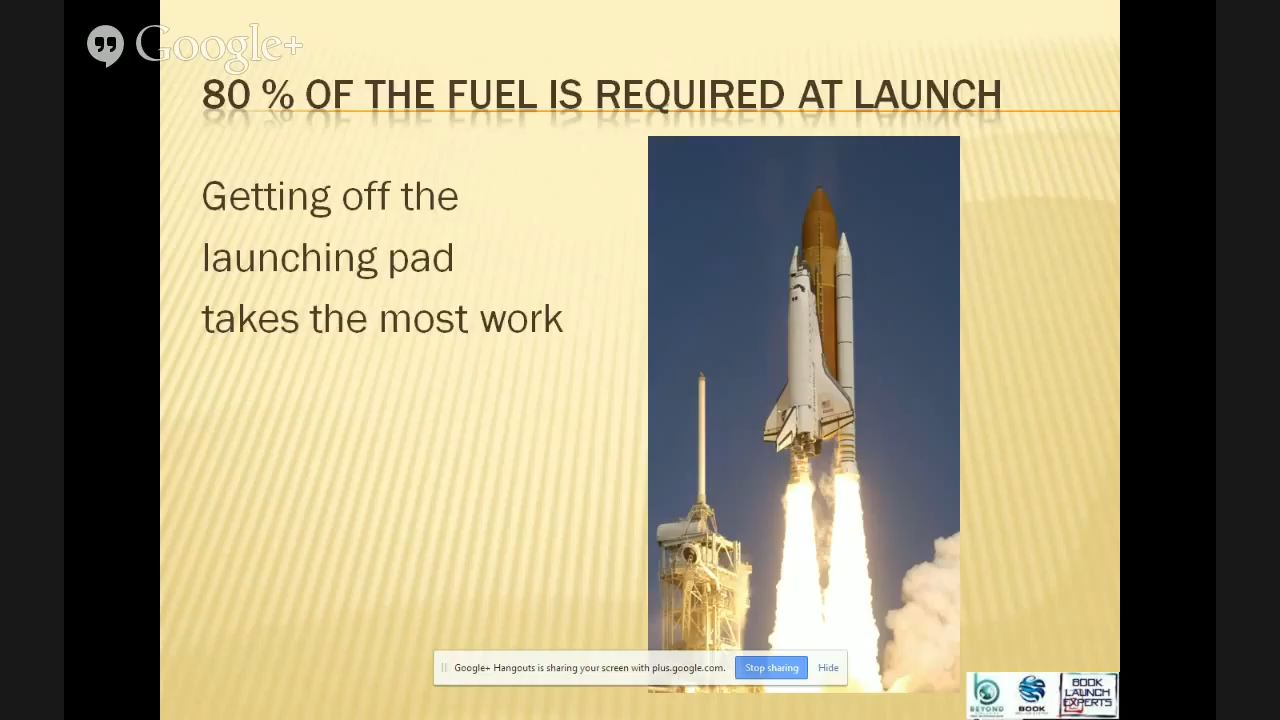 Google+
80 % OF THE FUEL IS REQUIRED AT LAUNCH
Getting off the
launching pad
takes the most work
Google+ Hangouts is sharing your screen with plus.google.com. Stop sharing Hide
BEYOND
BOOK
BOOK
LAUNCH
EXPERTS